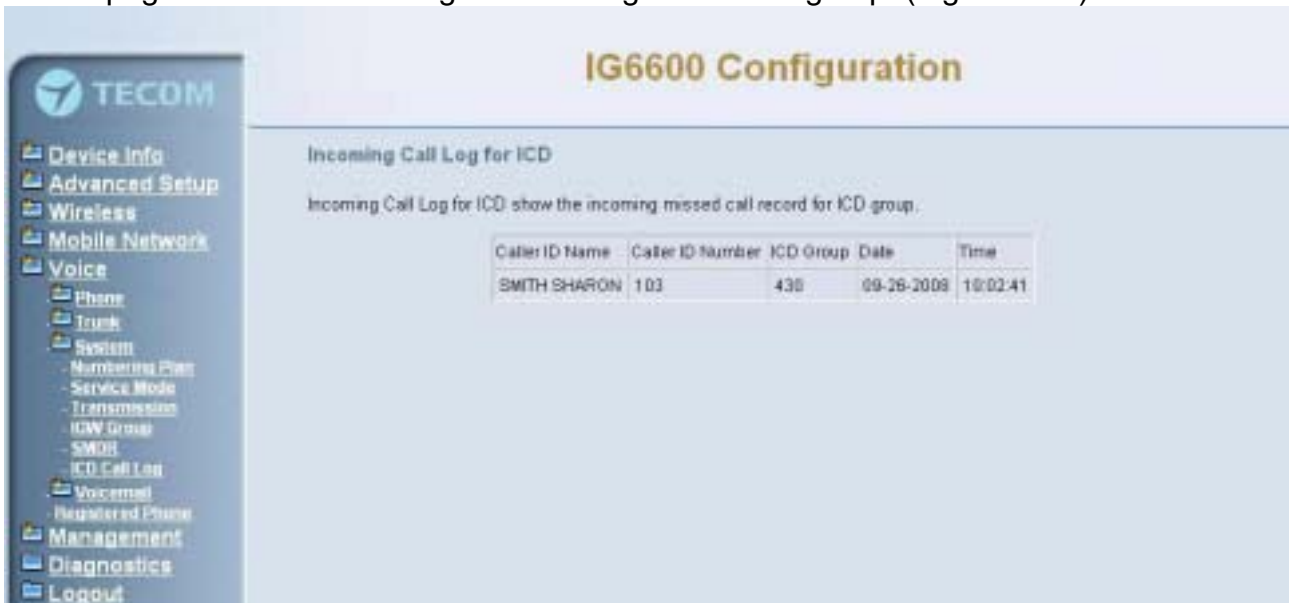 IG6600 Configuration
TECOM
Device Info
Advanced Setup
Wireless
Mobile Network
Voice
Phone
Trunk
System
- Numbering Plan
- Service Mode
- Transmission
- IGW Group
- SMDR
- ICD Call Log
Voicemail
- Registered Phone
Management
Diagnostics
Logout
Incoming Call Log for ICD
Incoming Call Log for ICD show the incoming missed call record for ICD group.
Caller ID Name Caller ID Number ICD Group Date Time
SMITH SHARON 103 430 09-26-2008